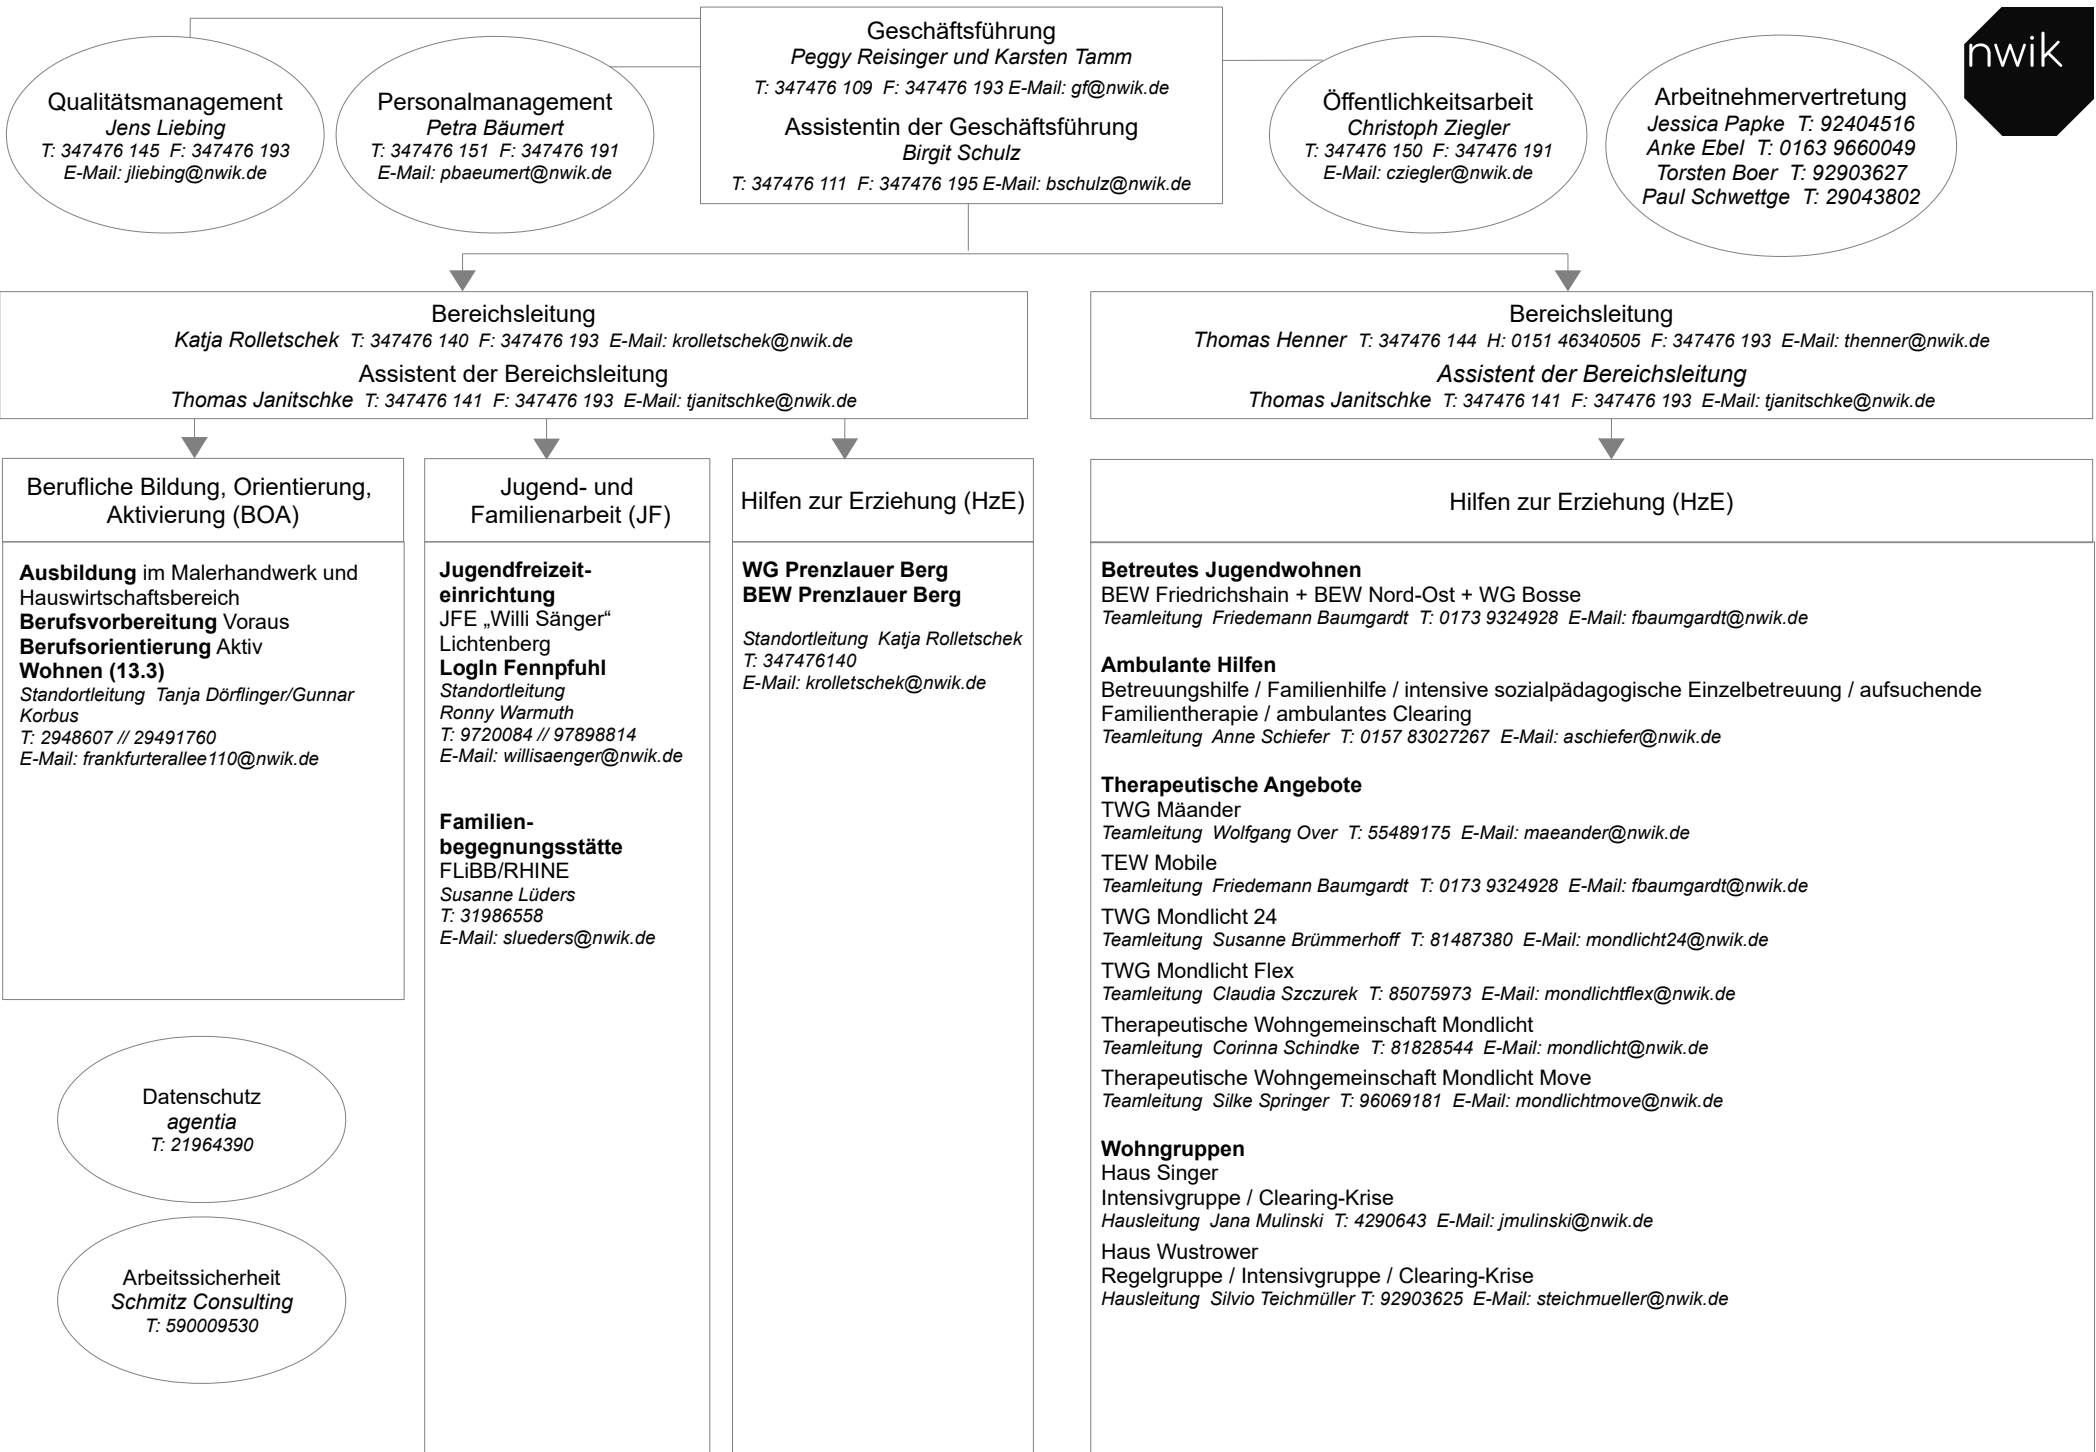 Geschäftsführung
Peggy Reisinger und Karsten Tamm
T: 347476 109  F: 347476 193 E-Mail: gf@nwik.de
Assistentin der Geschäftsführung
Birgit Schulz
T: 347476 111  F: 347476 195 E-Mail: bschulz@nwik.de
Qualitätsmanagement
Jens Liebing
T: 347476 145  F: 347476 193
E-Mail: jliebing@nwik.de
Personalmanagement
Petra Bäumert
T: 347476 151  F: 347476 191
E-Mail: pbaeumert@nwik.de
Öffentlichkeitsarbeit
Christoph Ziegler
T: 347476 150  F: 347476 191
E-Mail: cziegler@nwik.de
Arbeitnehmervertretung
Jessica Papke  T: 92404516
Anke Ebel  T: 0163 9660049
Torsten Boer  T: 92903627
Paul Schwettge  T: 29043802
nwik
Bereichsleitung
Katja Rolletschek  T: 347476 140  F: 347476 193  E-Mail: krolletschek@nwik.de
Assistent der Bereichsleitung
Thomas Janitschke  T: 347476 141  F: 347476 193  E-Mail: tjanitschke@nwik.de
Bereichsleitung
Thomas Henner  T: 347476 144  H: 0151 46340505  F: 347476 193  E-Mail: thenner@nwik.de
Assistent der Bereichsleitung
Thomas Janitschke  T: 347476 141  F: 347476 193  E-Mail: tjanitschke@nwik.de
Berufliche Bildung, Orientierung,
Aktivierung (BOA)
Ausbildung im Malerhandwerk und
Hauswirtschaftsbereich
Berufsvorbereitung Voraus
Berufsorientierung Aktiv
Wohnen (13.3)
Standortleitung  Tanja Dörflinger/Gunnar
Korbus
T: 2948607 // 29491760
E-Mail: frankfurterallee110@nwik.de
Jugend- und
Familienarbeit (JF)
Jugendfreizeit-
einrichtung
JFE „Willi Sänger“
Lichtenberg
LogIn Fennpfuhl
Standortleitung
Ronny Warmuth
T: 9720084 // 97898814
E-Mail: willisaenger@nwik.de
Familien-
begegnungsstätte
FLiBB/RHINE
Susanne Lüders
T: 31986558
E-Mail: slueders@nwik.de
Hilfen zur Erziehung (HzE)
WG Prenzlauer Berg
BEW Prenzlauer Berg
Standortleitung  Katja Rolletschek
T: 347476140
E-Mail: krolletschek@nwik.de
Hilfen zur Erziehung (HzE)
Betreutes Jugendwohnen
BEW Friedrichshain + BEW Nord-Ost + WG Bosse
Teamleitung  Friedemann Baumgardt  T: 0173 9324928  E-Mail: fbaumgardt@nwik.de
Ambulante Hilfen
Betreuungshilfe / Familienhilfe / intensive sozialpädagogische Einzelbetreuung / aufsuchende
Familientherapie / ambulantes Clearing
Teamleitung  Anne Schiefer  T: 0157 83027267  E-Mail: aschiefer@nwik.de
Therapeutische Angebote
TWG Mäander
Teamleitung  Wolfgang Over  T: 55489175  E-Mail: maeander@nwik.de
TEW Mobile
Teamleitung  Friedemann Baumgardt  T: 0173 9324928  E-Mail: fbaumgardt@nwik.de
TWG Mondlicht 24
Teamleitung  Susanne Brümmerhoff  T: 81487380  E-Mail: mondlicht24@nwik.de
TWG Mondlicht Flex
Teamleitung  Claudia Szczurek  T: 85075973  E-Mail: mondlichtflex@nwik.de
Therapeutische Wohngemeinschaft Mondlicht
Teamleitung  Corinna Schindke  T: 81828544  E-Mail: mondlicht@nwik.de
Therapeutische Wohngemeinschaft Mondlicht Move
Teamleitung  Silke Springer  T: 96069181  E-Mail: mondlichtmove@nwik.de
Wohngruppen
Haus Singer
Intensivgruppe / Clearing-Krise
Hausleitung  Jana Mulinski  T: 4290643  E-Mail: jmulinski@nwik.de
Haus Wustrower
Regelgruppe / Intensivgruppe / Clearing-Krise
Hausleitung  Silvio Teichmüller T: 92903625  E-Mail: steichmueller@nwik.de
Datenschutz
agentia
T: 21964390
Arbeitssicherheit
Schmitz Consulting
T: 590009530